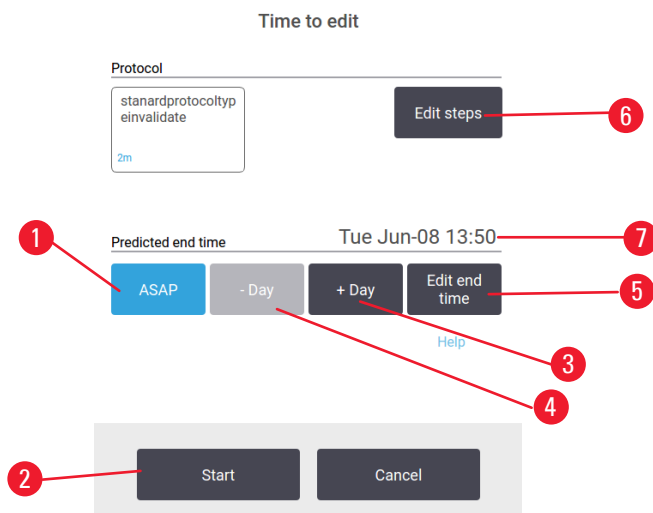 Time to edit
Protocol
stanardprotocoltyp
einvalidate
2m
Edit steps
6
1
Predicted end time
Tue Jun-08 13:50
7
ASAP
- Day
+ Day
Edit end
time
5
Help
3
4
2
Start
Cancel